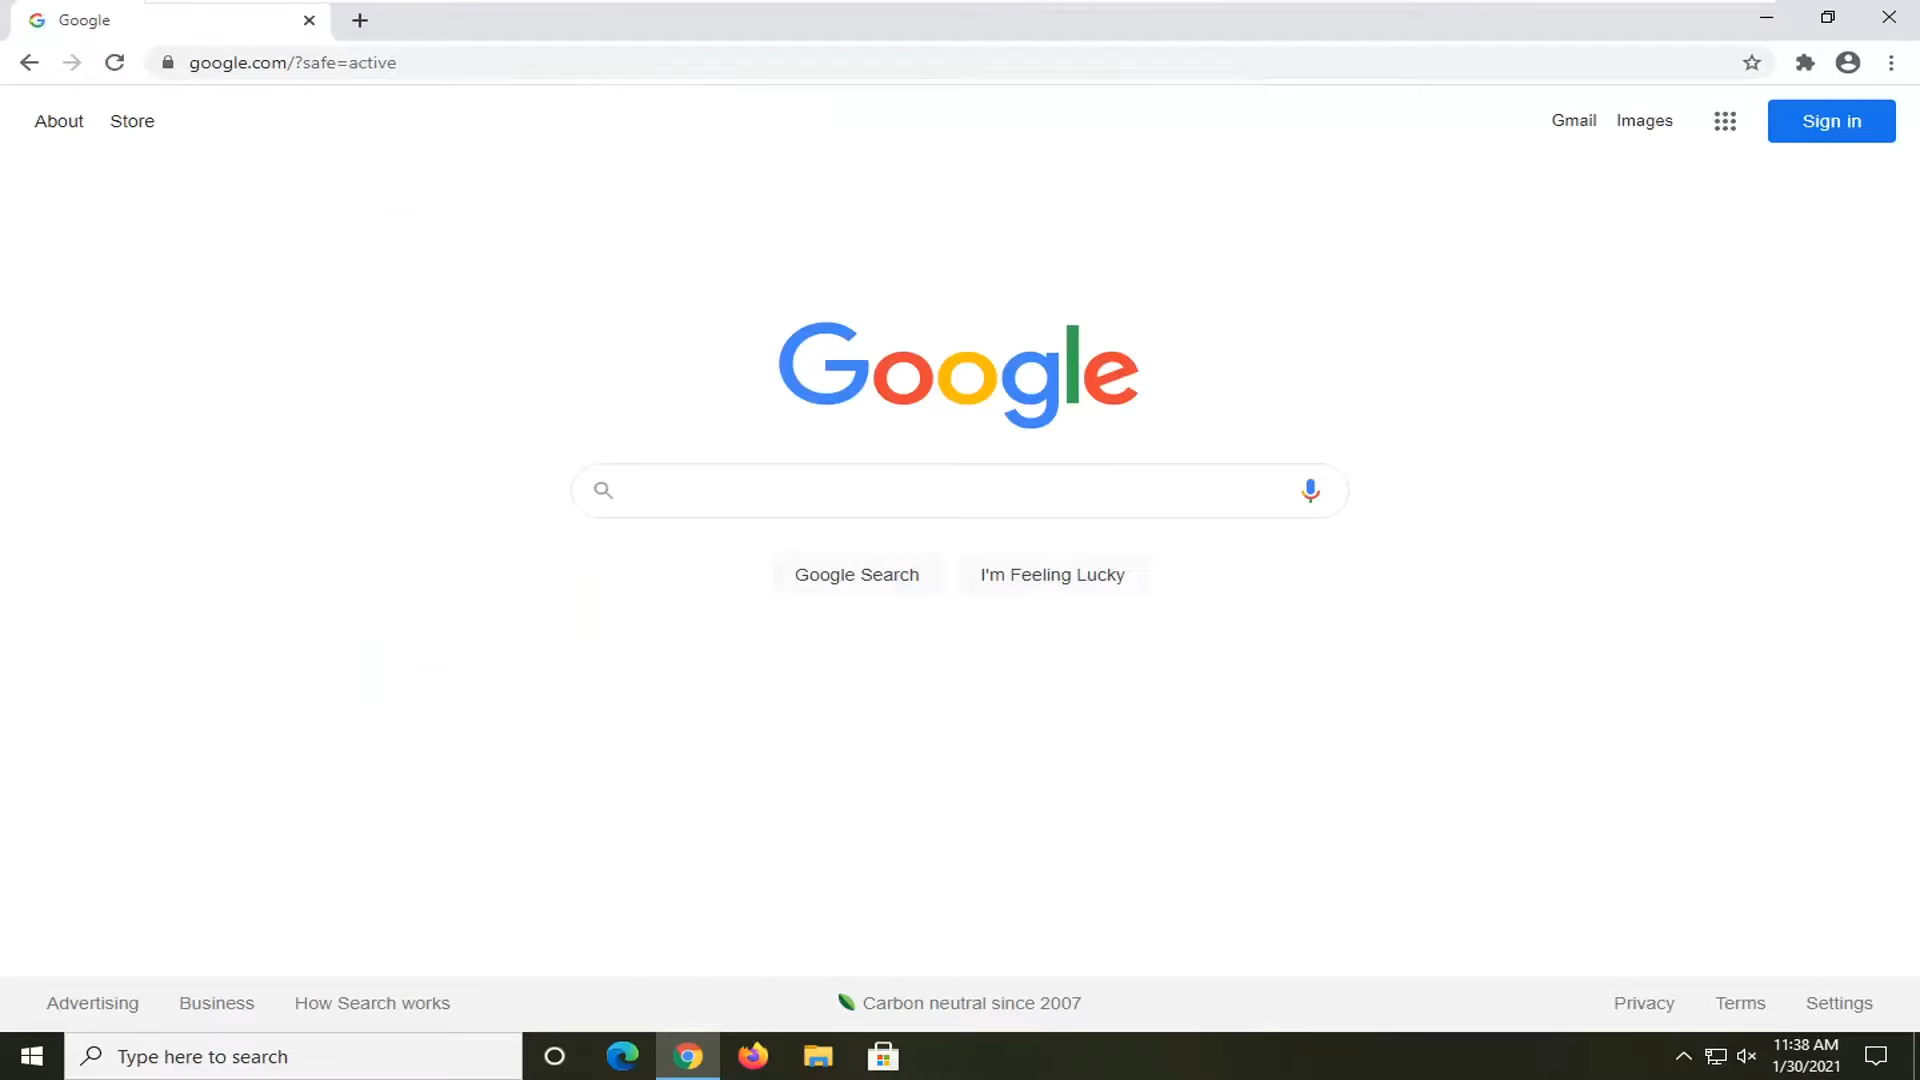 Google
google.com/?safe=active
About Store
Gmail Images Sign in
Google
Google Search I'm Feeling Lucky
Advertising Business How Search works
Carbon neutral since 2007
Privacy Terms Settings
Type here to search
11:38 AM
1/30/2021